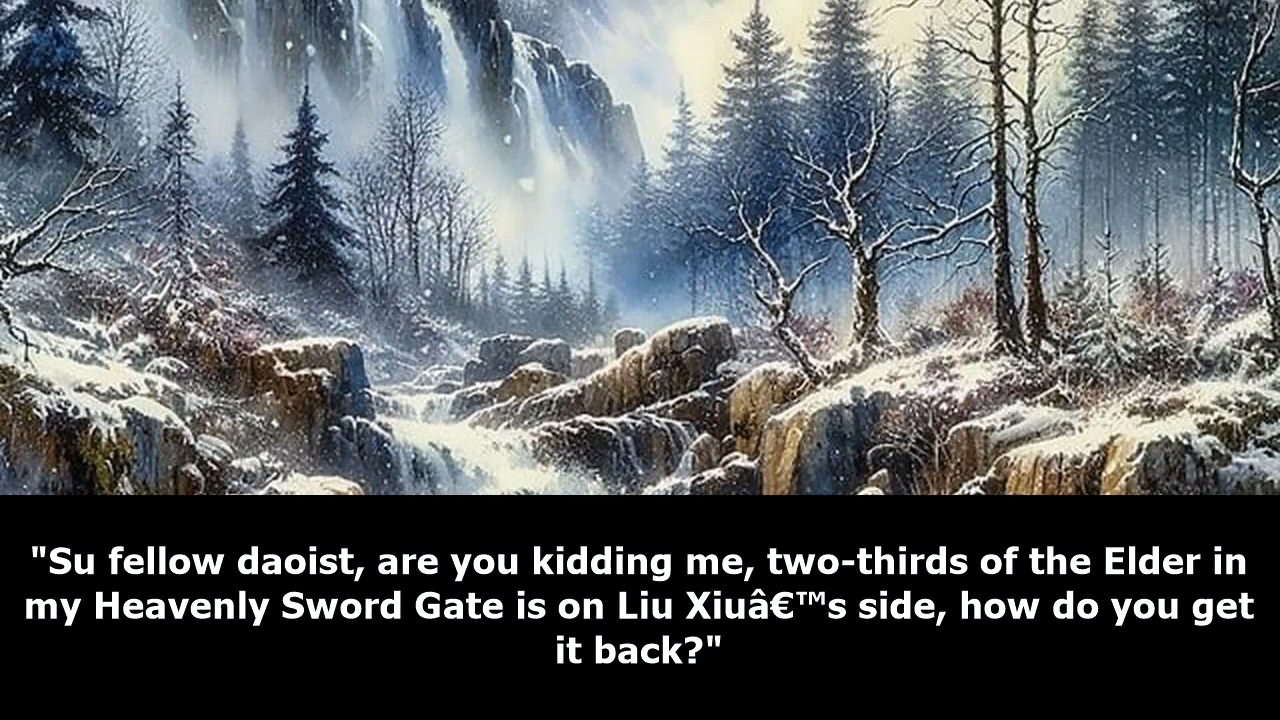 "Su fellow daoist, are you kidding me, two-thirds of the Elder in
my Heavenly Sword Gate is on Liu Xiuâ€™s side, how do you get
it back?"